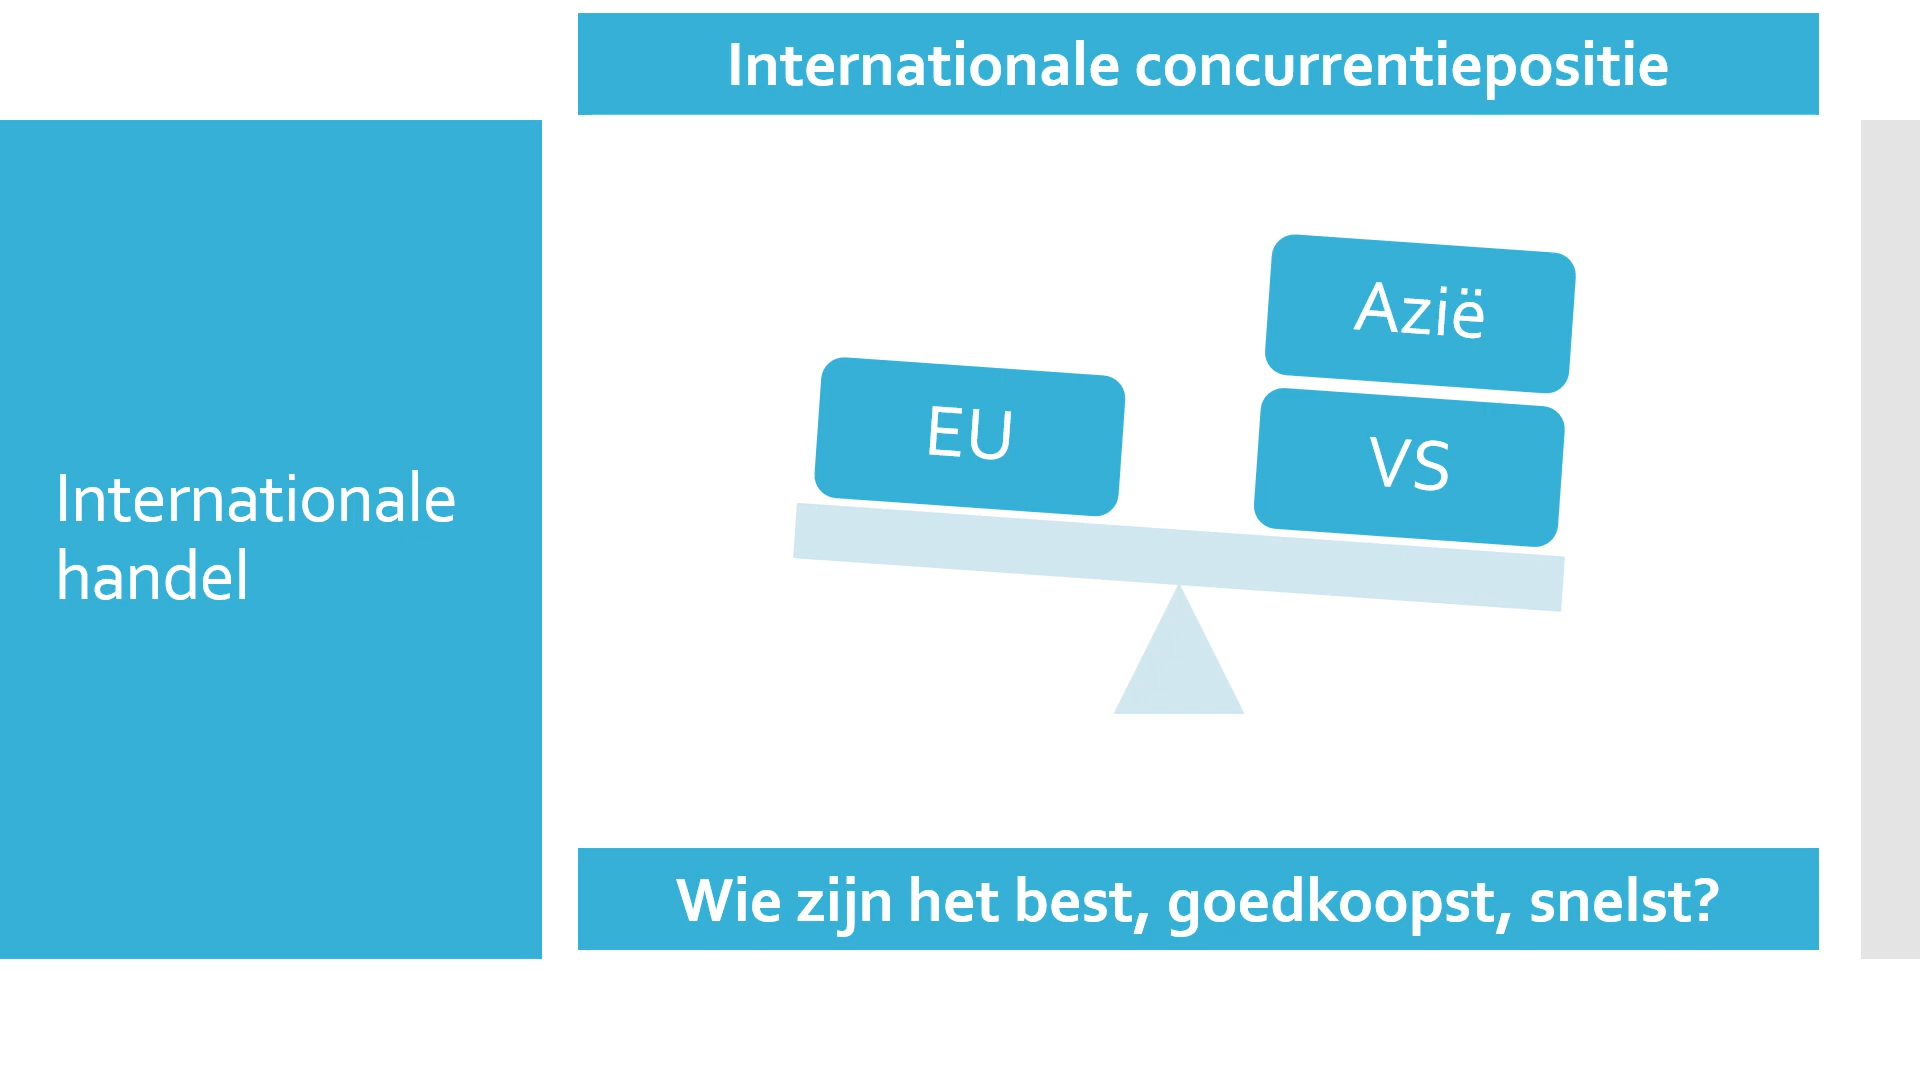 Internationale concurrentiepositie
Internationale
handel
Azië
EU
VS
Wie zijn het best, goedkoopst, snelst?